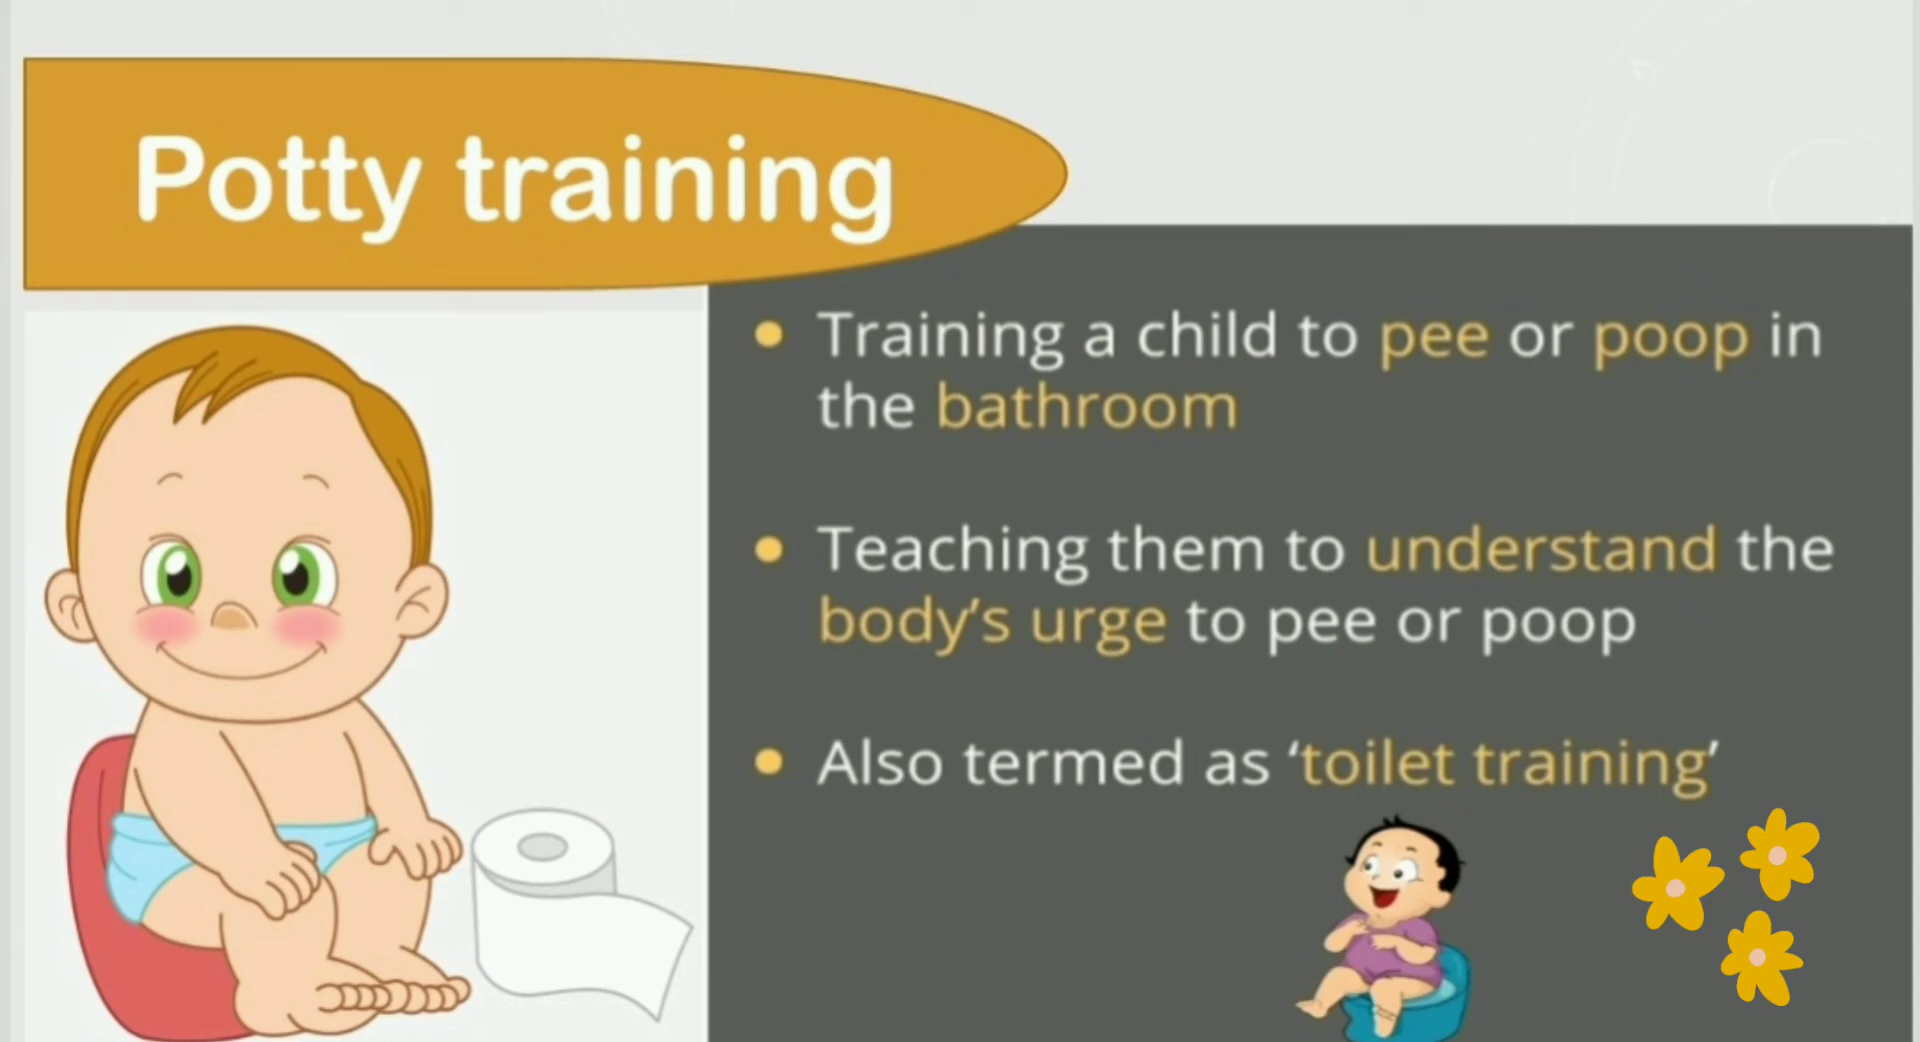 Potty training
Training a child to pee or poop in
the bathroom
Teaching them to understand the
body’s urge to pee or poop
Also termed as ‘toilet training’